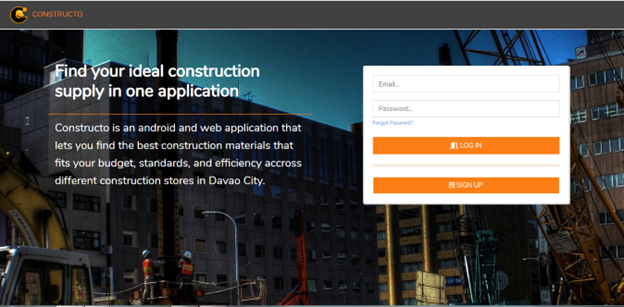 CONSTRUCTO
Find your ideal construction
supply in one application
Constructo is an android and web application that
lets you find the best construction materials that
fits your budget, standards, and efficiency accross
different construction stores in Davao City.
Email...
Password...
Forgot Password?
LOG IN
SIGN UP